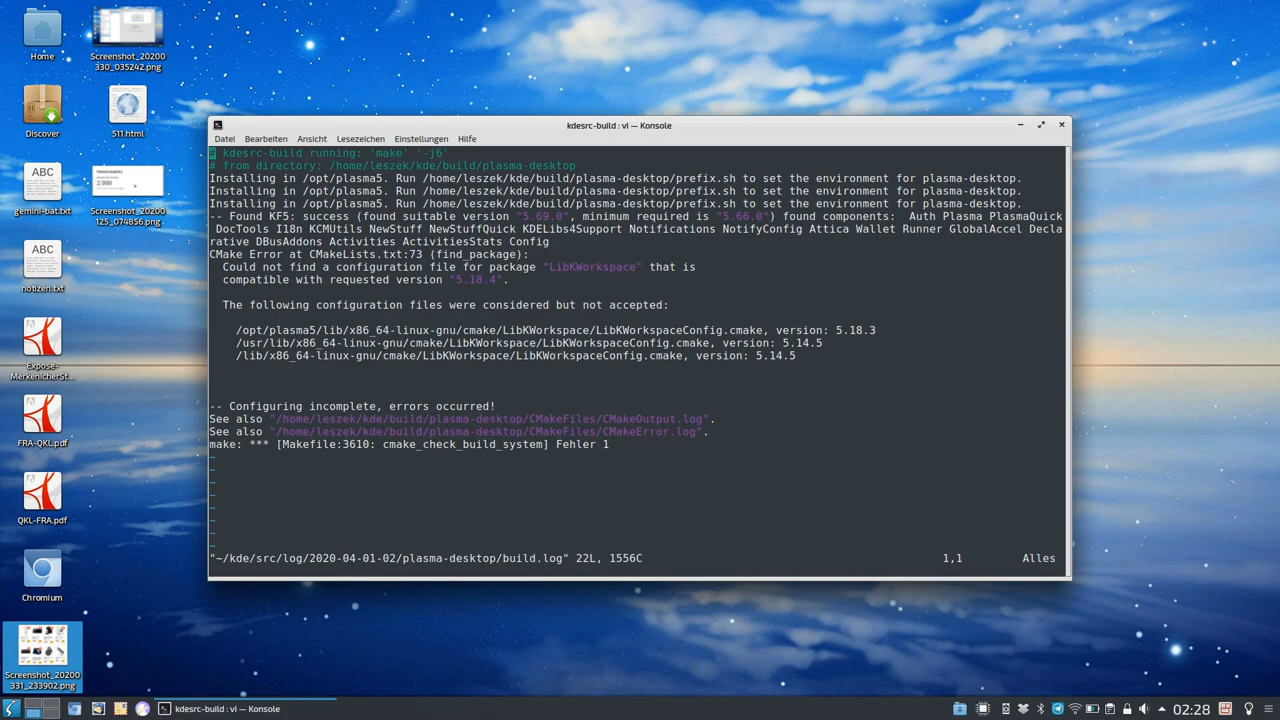 Home
Screenshot_20200
330_035242.png
Discover
511.html
gemini-bat.txt
Screenshot_20200
125_074856.png
notizen.txt
Expose-
MerkenicherSt...
FRA-QKL.pdf
QKL-FRA.pdf
Chromium
Screenshot_20200
331_233902.png
ABC
ABC
kdesrc-build : vi — Konsole
Datei Bearbeiten Ansicht Lesezeichen Einstellungen Hilfe
# kdesrc-build running: 'make' '-j6'
# from directory: /home/leszek/kde/build/plasma-desktop
Installing in /opt/plasma5. Run /home/leszek/kde/build/plasma-desktop/prefix.sh to set the environment for plasma-desktop.
Installing in /opt/plasma5. Run /home/leszek/kde/build/plasma-desktop/prefix.sh to set the environment for plasma-desktop.
Installing in /opt/plasma5. Run /home/leszek/kde/build/plasma-desktop/prefix.sh to set the environment for plasma-desktop.
-- Found KF5: success (found suitable version "5.69.0", minimum required is "5.66.0") found components:  Auth Plasma PlasmaQuick
 DocTools I18n KCMUtils NewStuff NewStuffQuick KDELibs4Support Notifications NotifyConfig Attica Wallet Runner GlobalAccel Decla
rative DBusAddons Activities ActivitiesStats Config
CMake Error at CMakeLists.txt:73 (find_package):
  Could not find a configuration file for package "LibKWorkspace" that is
  compatible with requested version "5.18.4".
  The following configuration files were considered but not accepted:
    /opt/plasma5/lib/x86_64-linux-gnu/cmake/LibKWorkspace/LibKWorkspaceConfig.cmake, version: 5.18.3
    /usr/lib/x86_64-linux-gnu/cmake/LibKWorkspace/LibKWorkspaceConfig.cmake, version: 5.14.5
    /lib/x86_64-linux-gnu/cmake/LibKWorkspace/LibKWorkspaceConfig.cmake, version: 5.14.5
-- Configuring incomplete, errors occurred!
See also "/home/leszek/kde/build/plasma-desktop/CMakeFiles/CMakeOutput.log".
See also "/home/leszek/kde/build/plasma-desktop/CMakeFiles/CMakeError.log".
make: *** [Makefile:3610: cmake_check_build_system] Fehler 1
~
~
~
~
~
~
~
~
"~/kde/src/log/2020-04-01-02/plasma-desktop/build.log" 22L, 1556C 1,1 Alles
kdesrc-build : vi — Konsole
02:28